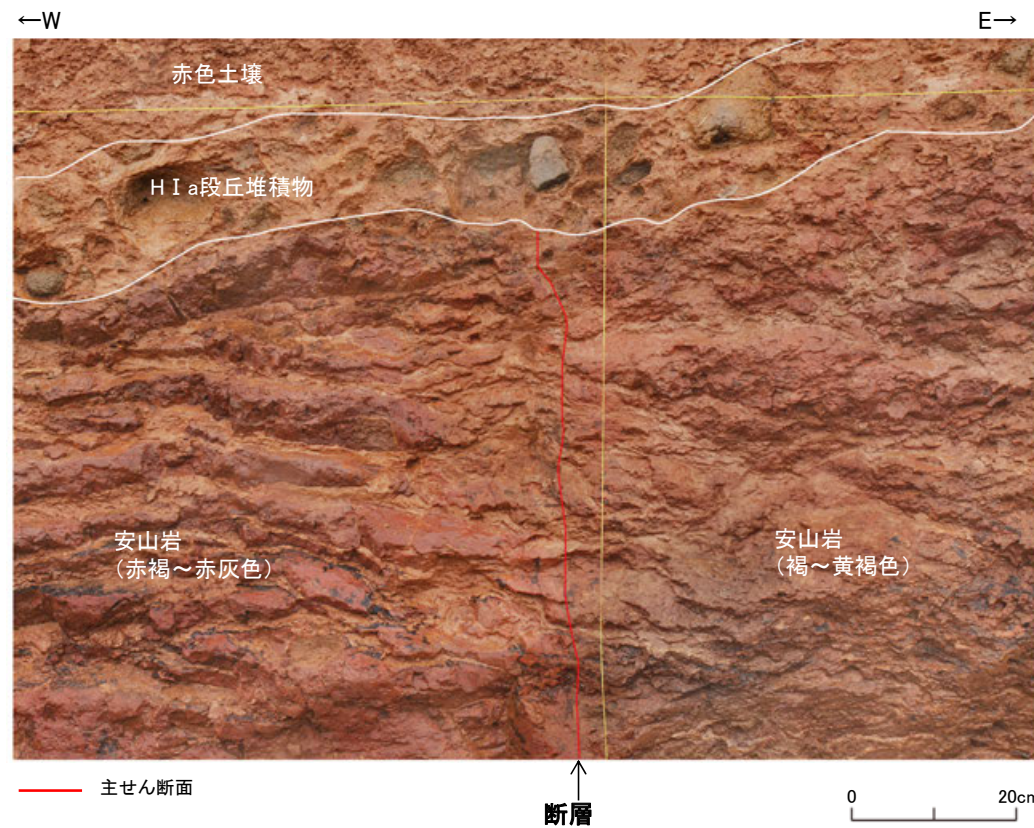 ←W
E→
赤色土壌
HⅠa段丘堆積物
安山岩
(赤褐~赤灰色)
安山岩
(褐~黄褐色)
主せん断面
断層
0
20cm